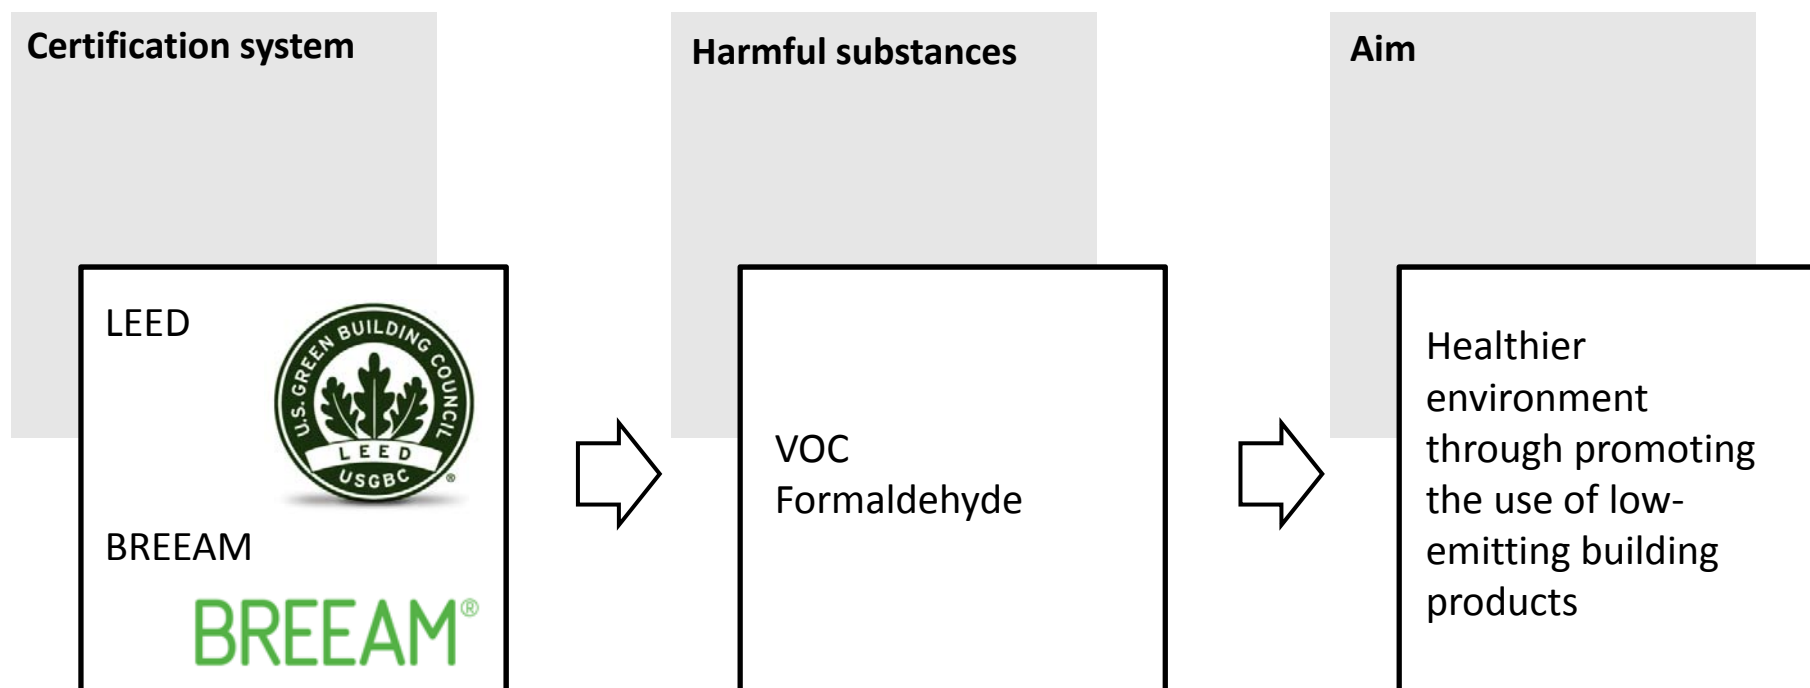 Certification system
LEED
U.S. GREEN BUILDING COUNCIL
LEED
USGBC
®
BREEAM
BREEAM®
Harmful substances
VOC
Formaldehyde
Aim
Healthier
environment
through promoting
the use of low-
emitting building
products